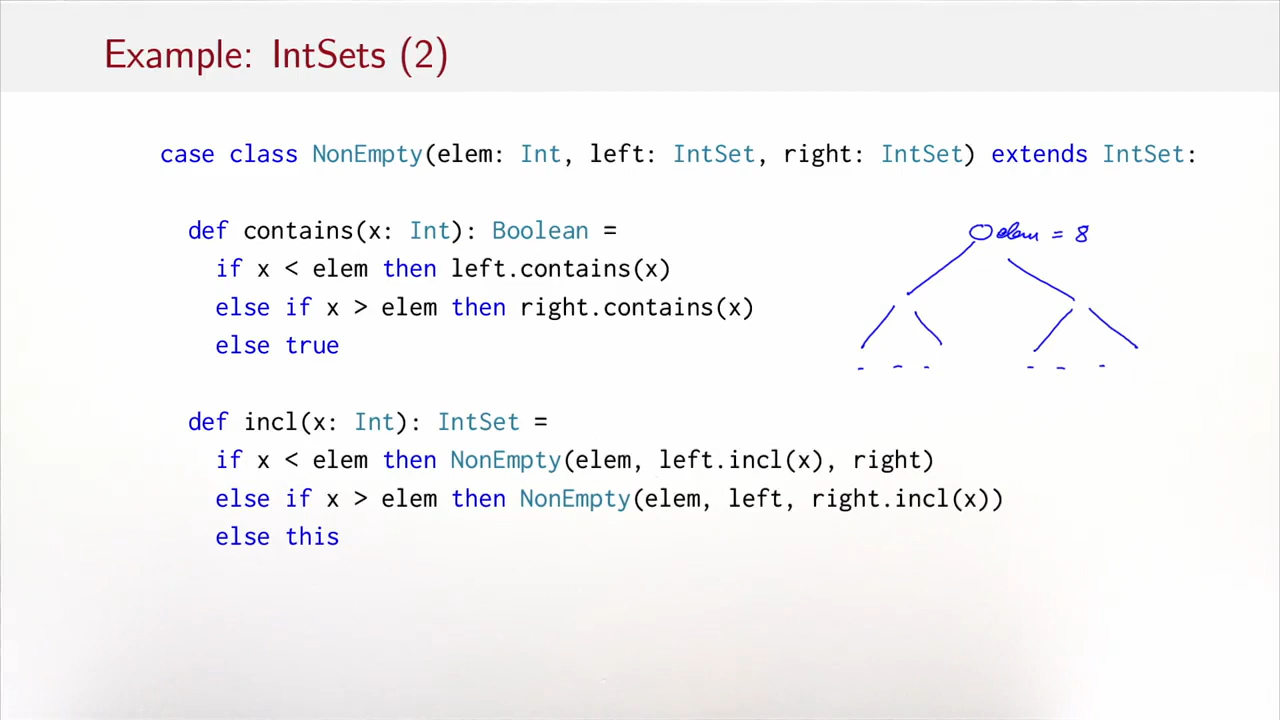 Example: IntSets (2)
case class NonEmpty(elem: Int, left: IntSet, right: IntSet) extends IntSet:
def contains(x: Int): Boolean =
if x < elem then left.contains(x)
else if x > elem then right.contains(x)
else true
elem = 8
def incl(x: Int): IntSet =
if x < elem then NonEmpty(elem, left.incl(x), right)
else if x > elem then NonEmpty(elem, left, right.incl(x))
else this